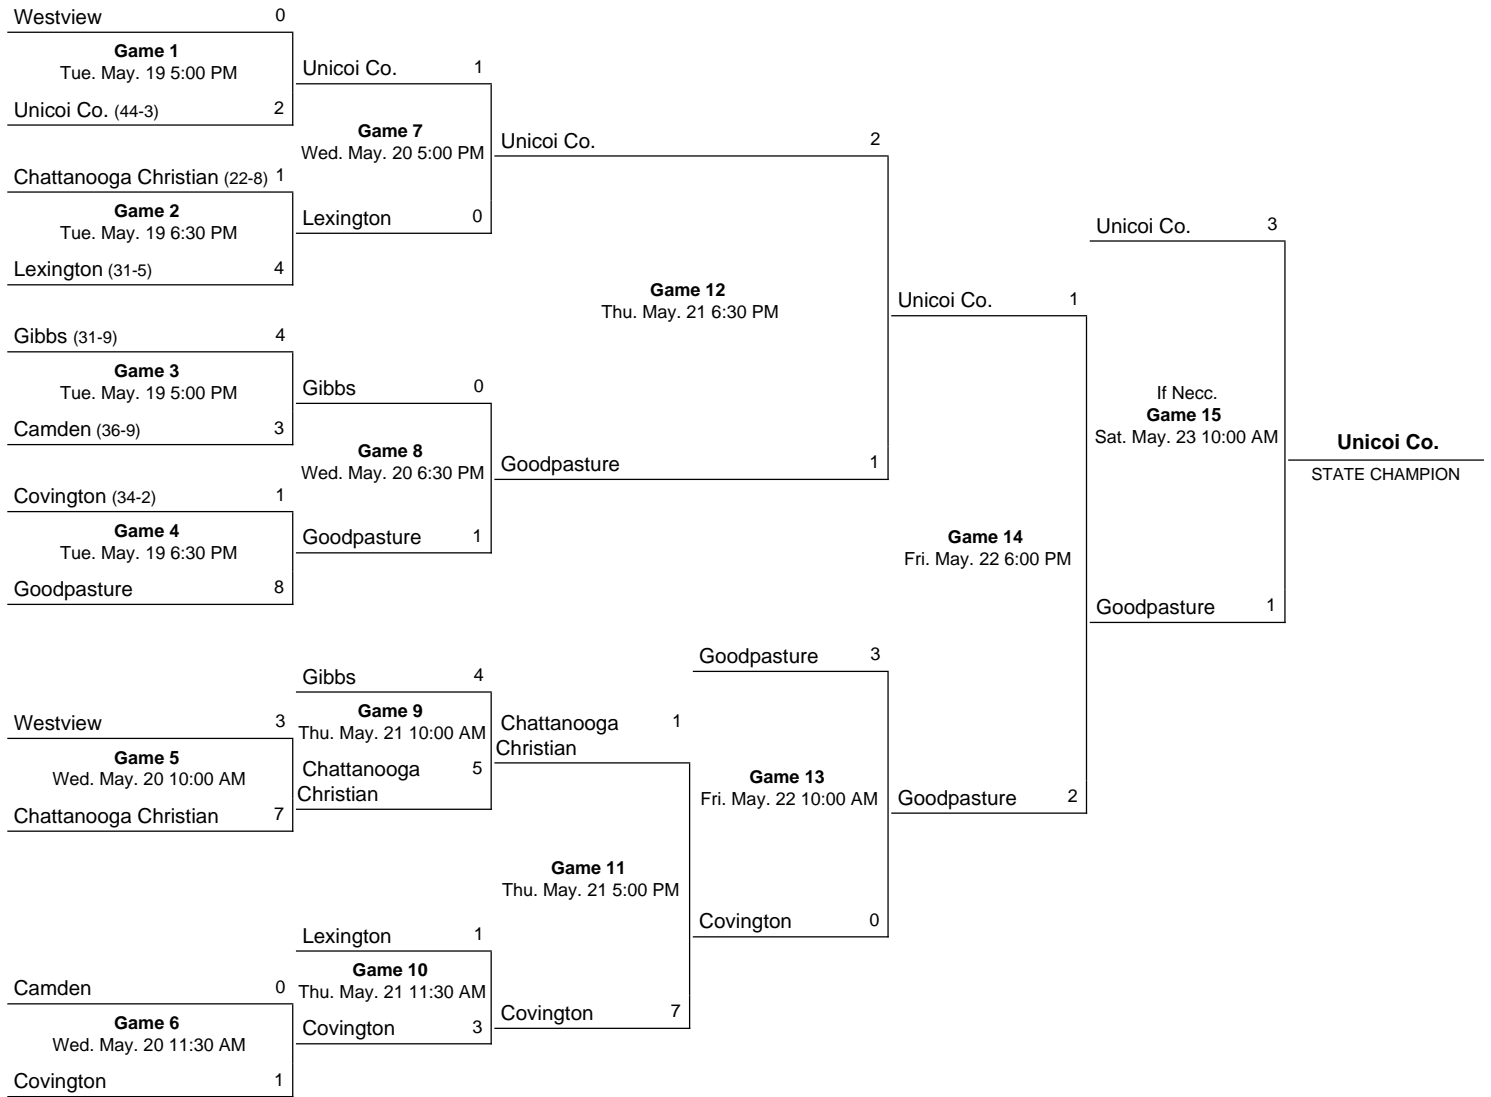 Westview 0
Game 1
Tue. May. 19 5:00 PM
Unicoi Co. (44-3) 2
Chattanooga Christian (22-8) 1
Game 2
Tue. May. 19 6:30 PM
Lexington (31-5) 4
Gibbs (31-9) 4
Game 3
Tue. May. 19 5:00 PM
Camden (36-9) 3
Covington (34-2) 1
Game 4
Tue. May. 19 6:30 PM
Goodpasture 8
Westview 3
Game 5
Wed. May. 20 10:00 AM
Chattanooga Christian 7
Camden 0
Game 6
Wed. May. 20 11:30 AM
Covington 1
Unicoi Co. 1
Game 7
Wed. May. 20 5:00 PM
Lexington 0
Gibbs 0
Game 8
Wed. May. 20 6:30 PM
Goodpasture 1
Gibbs 4
Game 9
Thu. May. 21 10:00 AM
Chattanooga 5
Christian
Lexington 1
Game 10
Thu. May. 21 11:30 AM
Covington 3
Unicoi Co. 2
Game 12
Thu. May. 21 6:30 PM
Goodpasture 1
Chattanooga 1
Christian
Game 11
Thu. May. 21 5:00 PM
Covington 7
Goodpasture 3
Game 13
Fri. May. 22 10:00 AM
Covington 0
Unicoi Co. 1
Game 14
Fri. May. 22 6:00 PM
Goodpasture 2
Unicoi Co. 3
If Necc.
Game 15
Sat. May. 23 10:00 AM
Goodpasture 1
Unicoi Co.
STATE CHAMPION